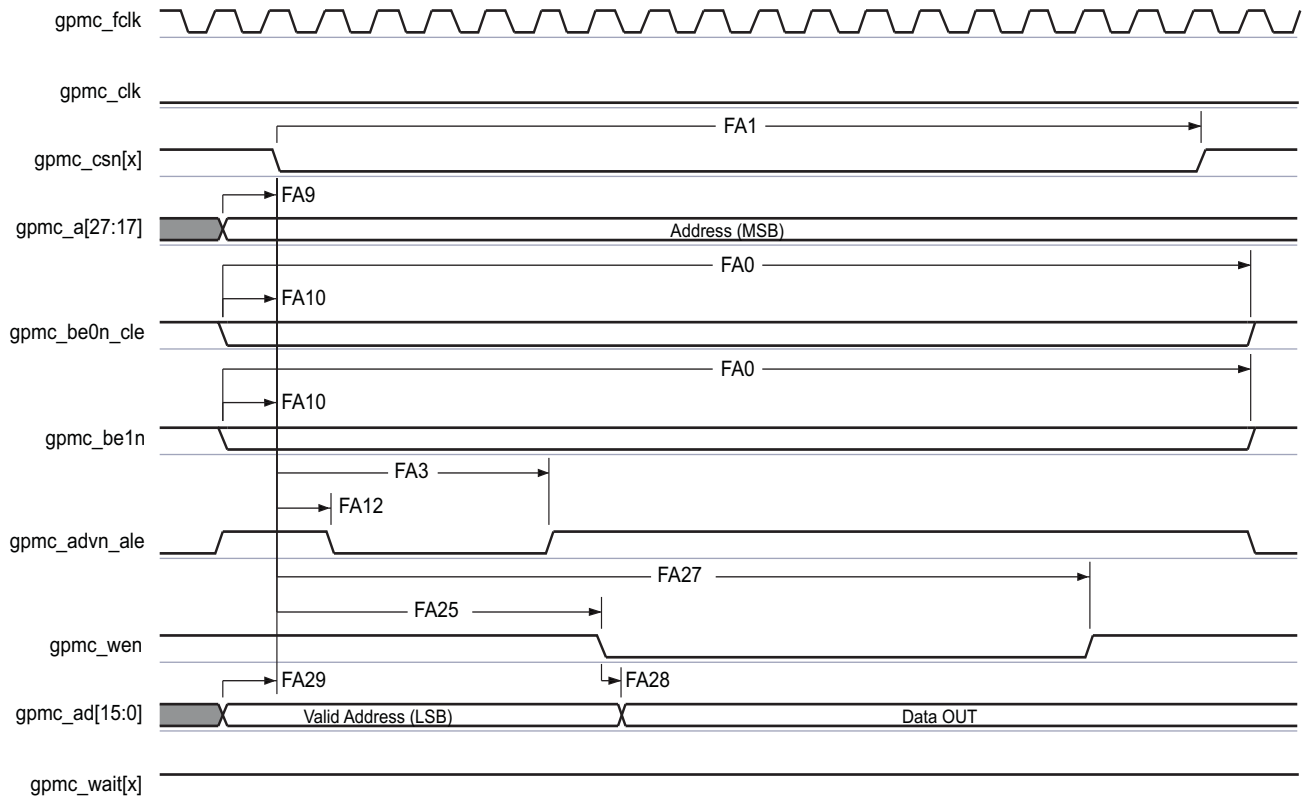 gpmc_fclk
gpmc_clk
FA1
gpmc_csn[x]
FA9
gpmc_a[27:17]
Address (MSB)
FA0
FA10
gpmc_be0n_cle
FA0
FA10
gpmc_be1n
FA3
FA12
gpmc_advn_ale
FA27
FA25
gpmc_wen
FA29
FA28
gpmc_ad[15:0]
Valid Address (LSB)
Data OUT
gpmc_wait[x]